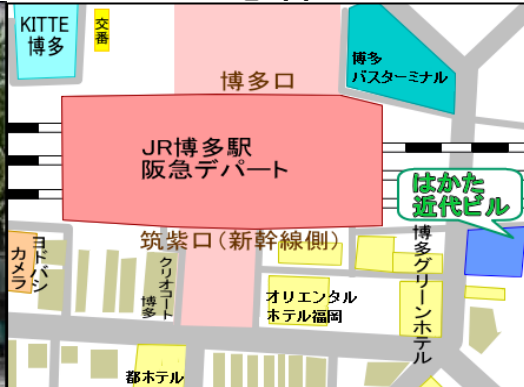 KITTE
博多
交番
博多口
博多
バスターミナル
JR博多駅
阪急デパート
はかた
近代ビル
筑紫口(新幹線側)
ヨドバシ
カメラ
クリオコート
博多
オリエンタル
ホテル福岡
博多グリーンホテル
都ホテル